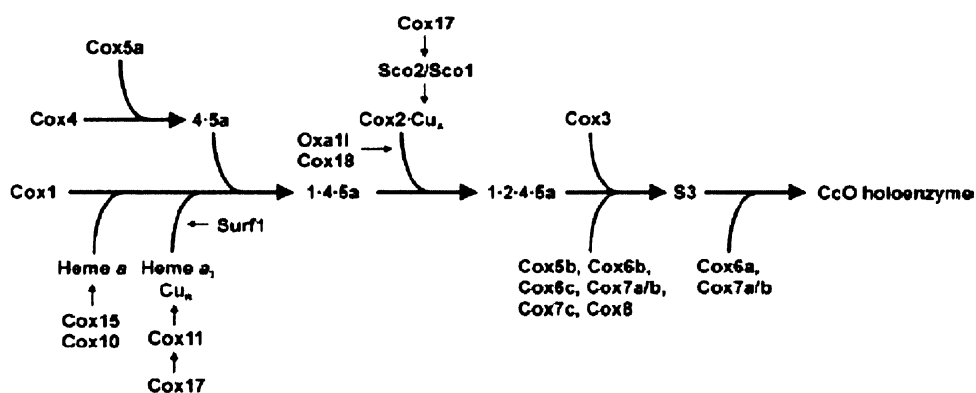 Cox17
Cox5a
Sco2/Sco1
Cox4
4·5a
Cox2·CuA
Cox3
Oxa1l
Cox18
Cox1
1·4·5a
1·2·4·5a
S3
CcO holoenzyme
Surf1
Heme a
Heme a3
CuB
Cox5b, Cox6b,
Cox6c, Cox7a/b,
Cox7c, Cox8
Cox6a,
Cox7a/b
Cox15
Cox10
Cox11
Cox17